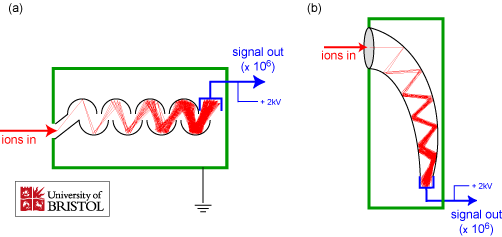 (a)
signal out
(x 10⁶)
+ 2kV
ions in
University of
BRISTOL
(b)
ions in
+ 2kV
signal out
(x 10⁶)